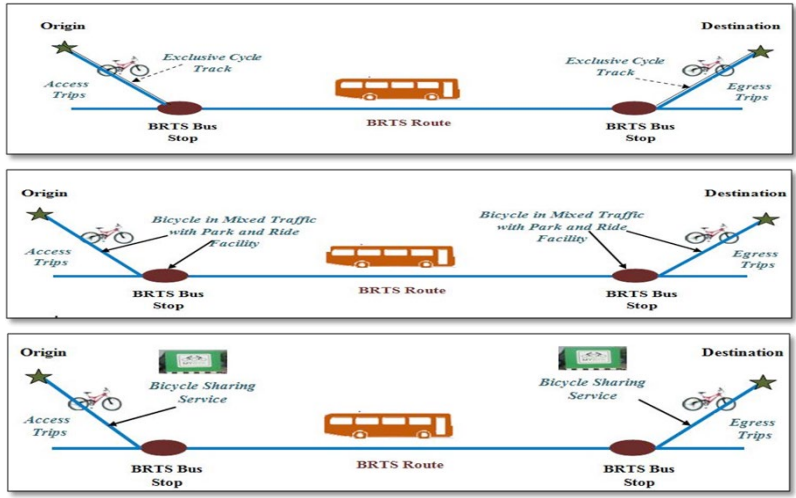 Origin
Destination
Exclusive Cycle
Track
Exclusive Cycle
Track
Access
Trips
Egress
Trips
BRTS Bus
Stop
BRTS Route
BRTS Bus
Stop
Origin
Destination
Bicycle in Mixed Traffic
with Park and Ride
Facility
Bicycle in Mixed Traffic
with Park and Ride
Facility
Access
Trips
Egress
Trips
BRTS Bus
Stop
BRTS Route
BRTS Bus
Stop
Origin
Destination
Bicycle Sharing
Service
Bicycle Sharing
Service
Access
Trips
Egress
Trips
BRTS Bus
Stop
BRTS Route
BRTS Bus
Stop